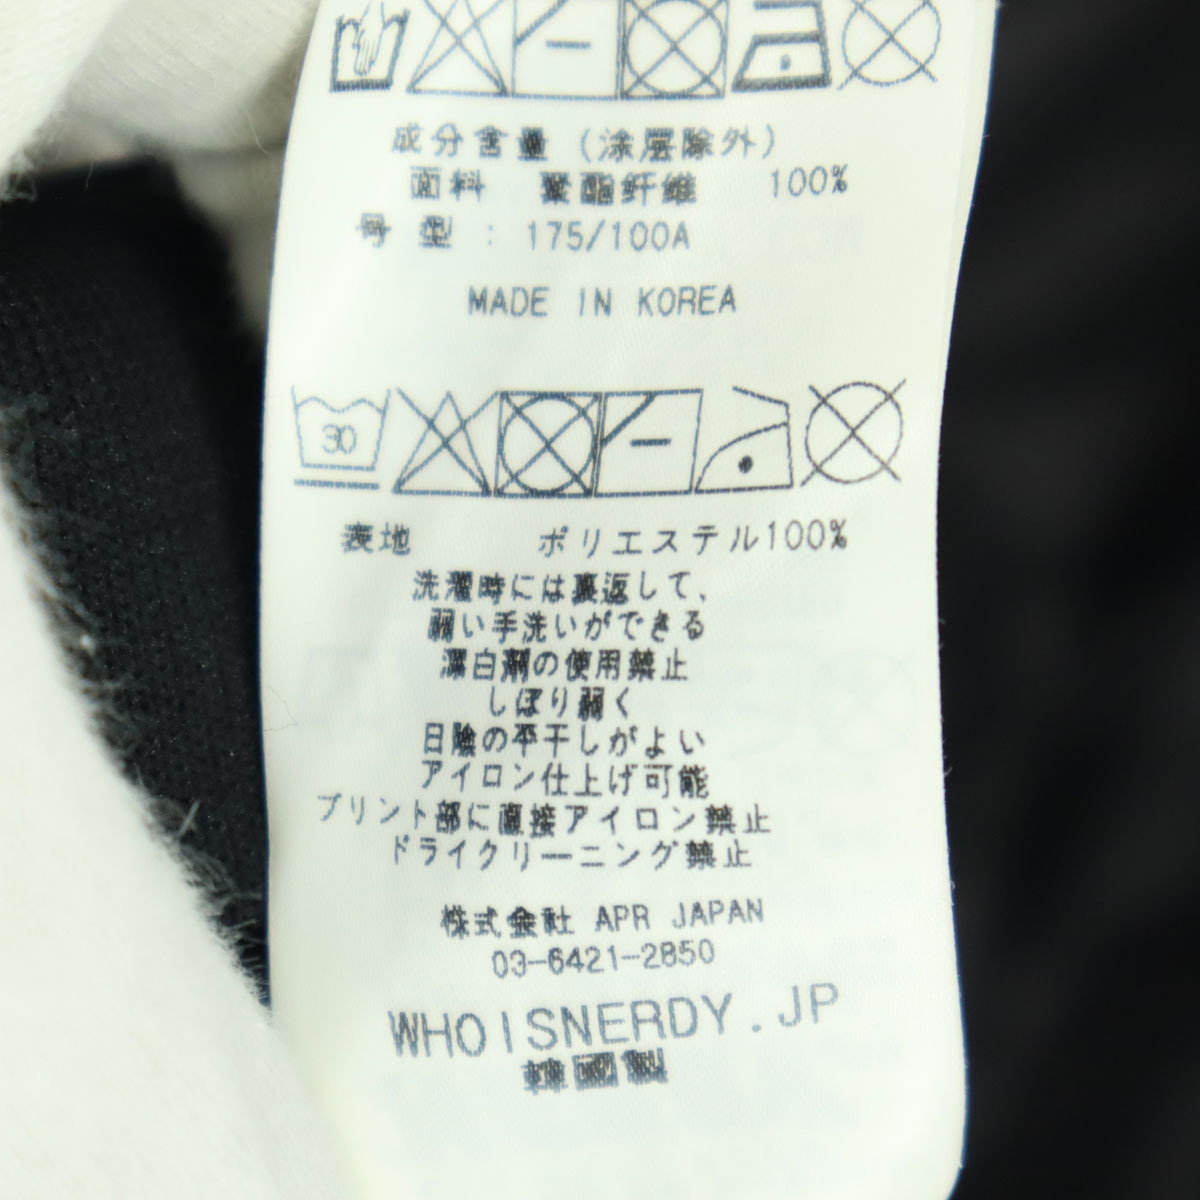 成分含量 (涂层除外)
面料 聚酯纤维 100%
号 型 : 175/100A
MADE IN KOREA
30
表地 ポリエステル100%
洗濯時には裏返して、
弱い手洗いができる
漂白剤の使用禁止
しぼり弱く
日陰の平干しがよい
アイロン仕上げ可能
プリント部に直接アイロン禁止
ドライクリーニング禁止
株式会社 APR JAPAN
03-6421-2850
WHOISNERDY.JP
韓國製